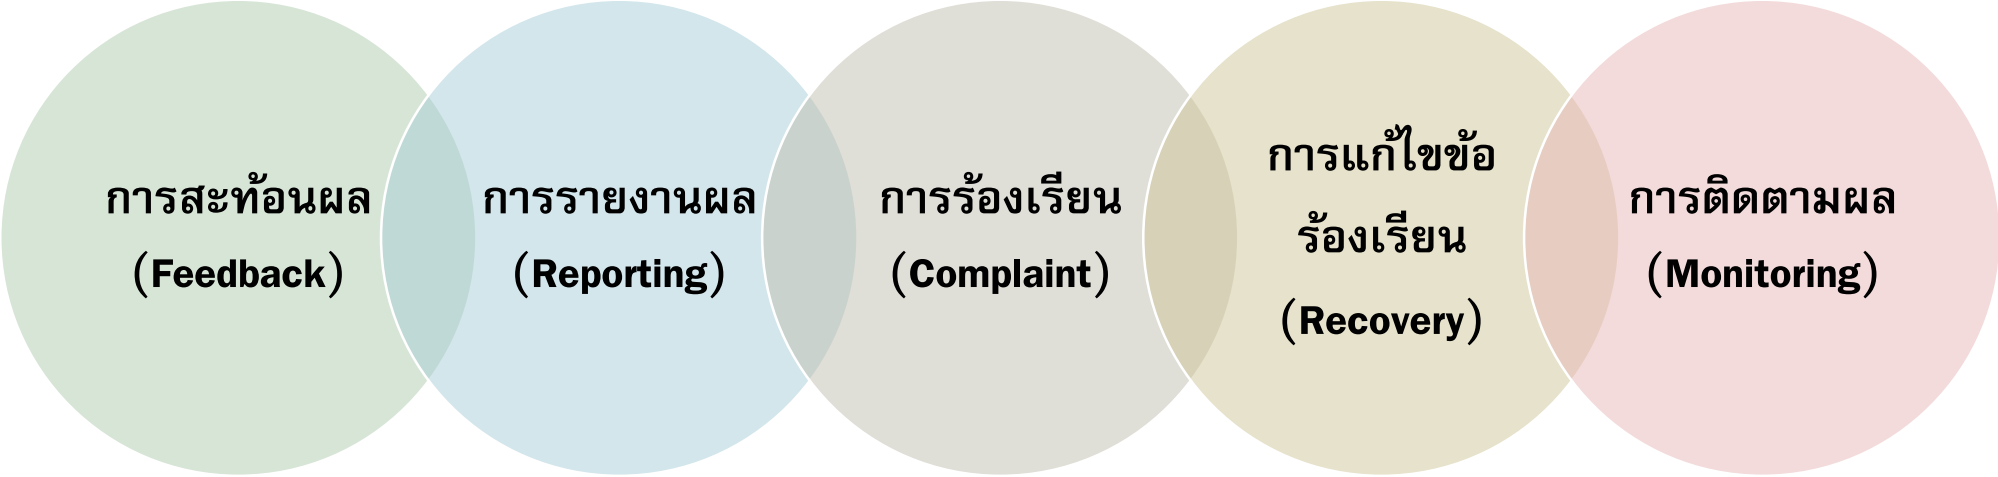 การสะท้อนผล
(Feedback)
การรายงานผล
(Reporting)
การร้องเรียน
(Complaint)
การแก้ไขข้อ
ร้องเรียน
(Recovery)
การติดตามผล
(Monitoring)